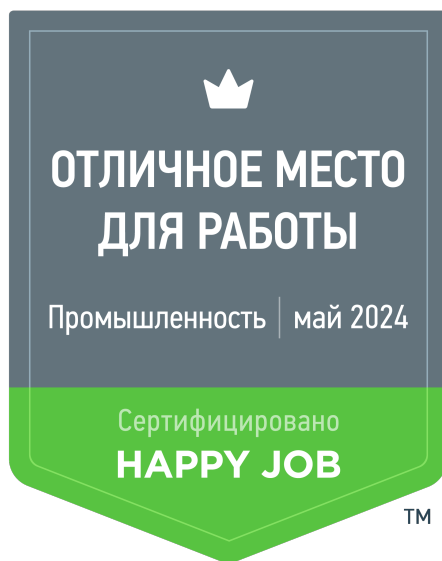 ОТЛИЧНОЕ МЕСТО
ДЛЯ РАБОТЫ
Промышленность | май 2024
Сертифицировано
HAPPY JOB
TM